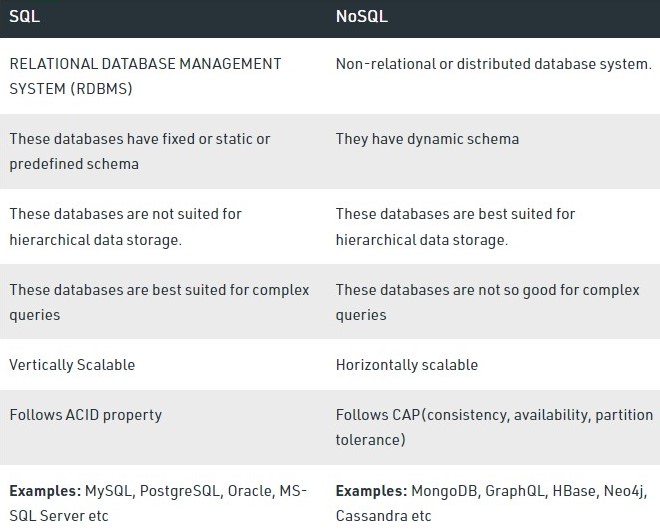 SQL
NoSQL
RELATIONAL DATABASE MANAGEMENT
SYSTEM (RDBMS)
Non-relational or distributed database system.
These databases have fixed or static or
predefined schema
They have dynamic schema
These databases are not suited for
hierarchical data storage.
These databases are best suited for
hierarchical data storage.
These databases are best suited for complex
queries
These databases are not so good for complex
queries
Vertically Scalable
Horizontally scalable
Follows ACID property
Follows CAP(consistency, availability, partition
tolerance)
Examples: MySQL, PostgreSQL, Oracle, MS-
SQL Server etc
Examples: MongoDB, GraphQL, HBase, Neo4j,
Cassandra etc